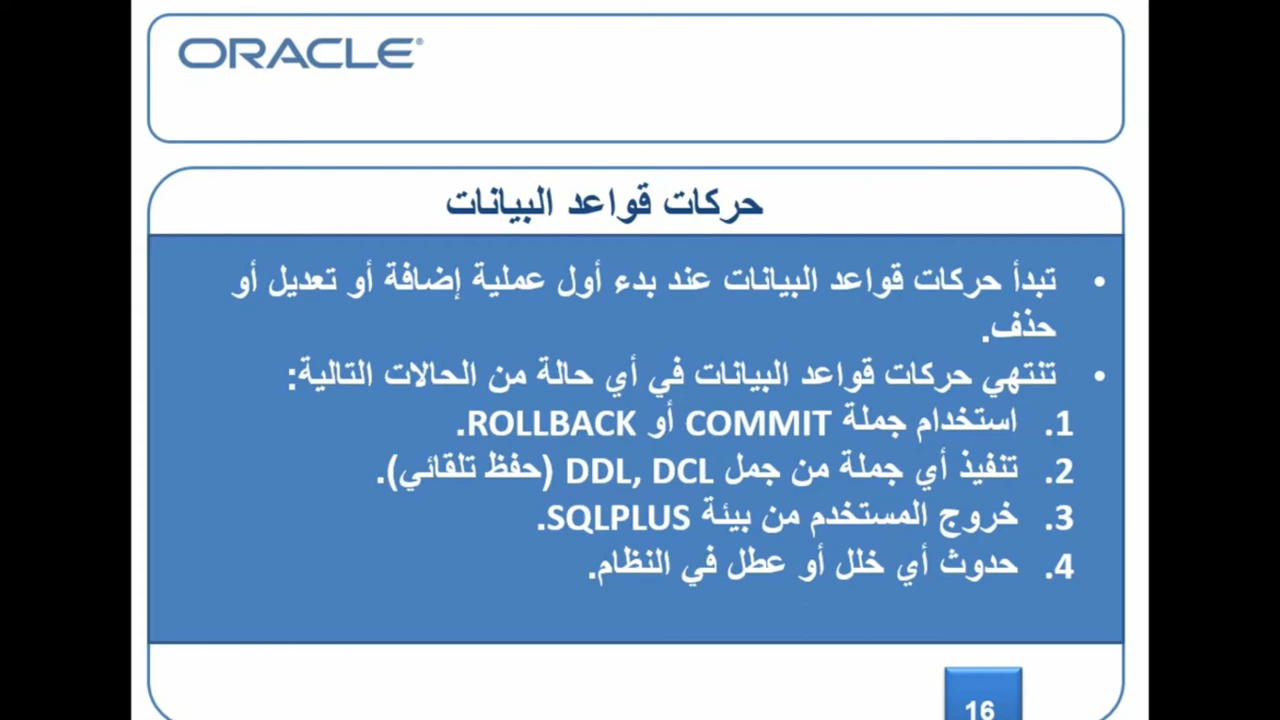 ORACLE®
حركات قواعد البيانات
• تبدأ حركات قواعد البيانات عند بدء أول عملية إضافة أو تعديل أو
حذف.
• تنتهي حركات قواعد البيانات في أي حالة من الحالات التالية:
1. استخدام جملة COMMIT أو ROLLBACK.
2. تنفيذ أي جملة من جمل DDL, DCL (حفظ تلقائي).
3. خروج المستخدم من بيئة SQLPLUS.
4. حدوث أي خلل أو عطل في النظام.
16